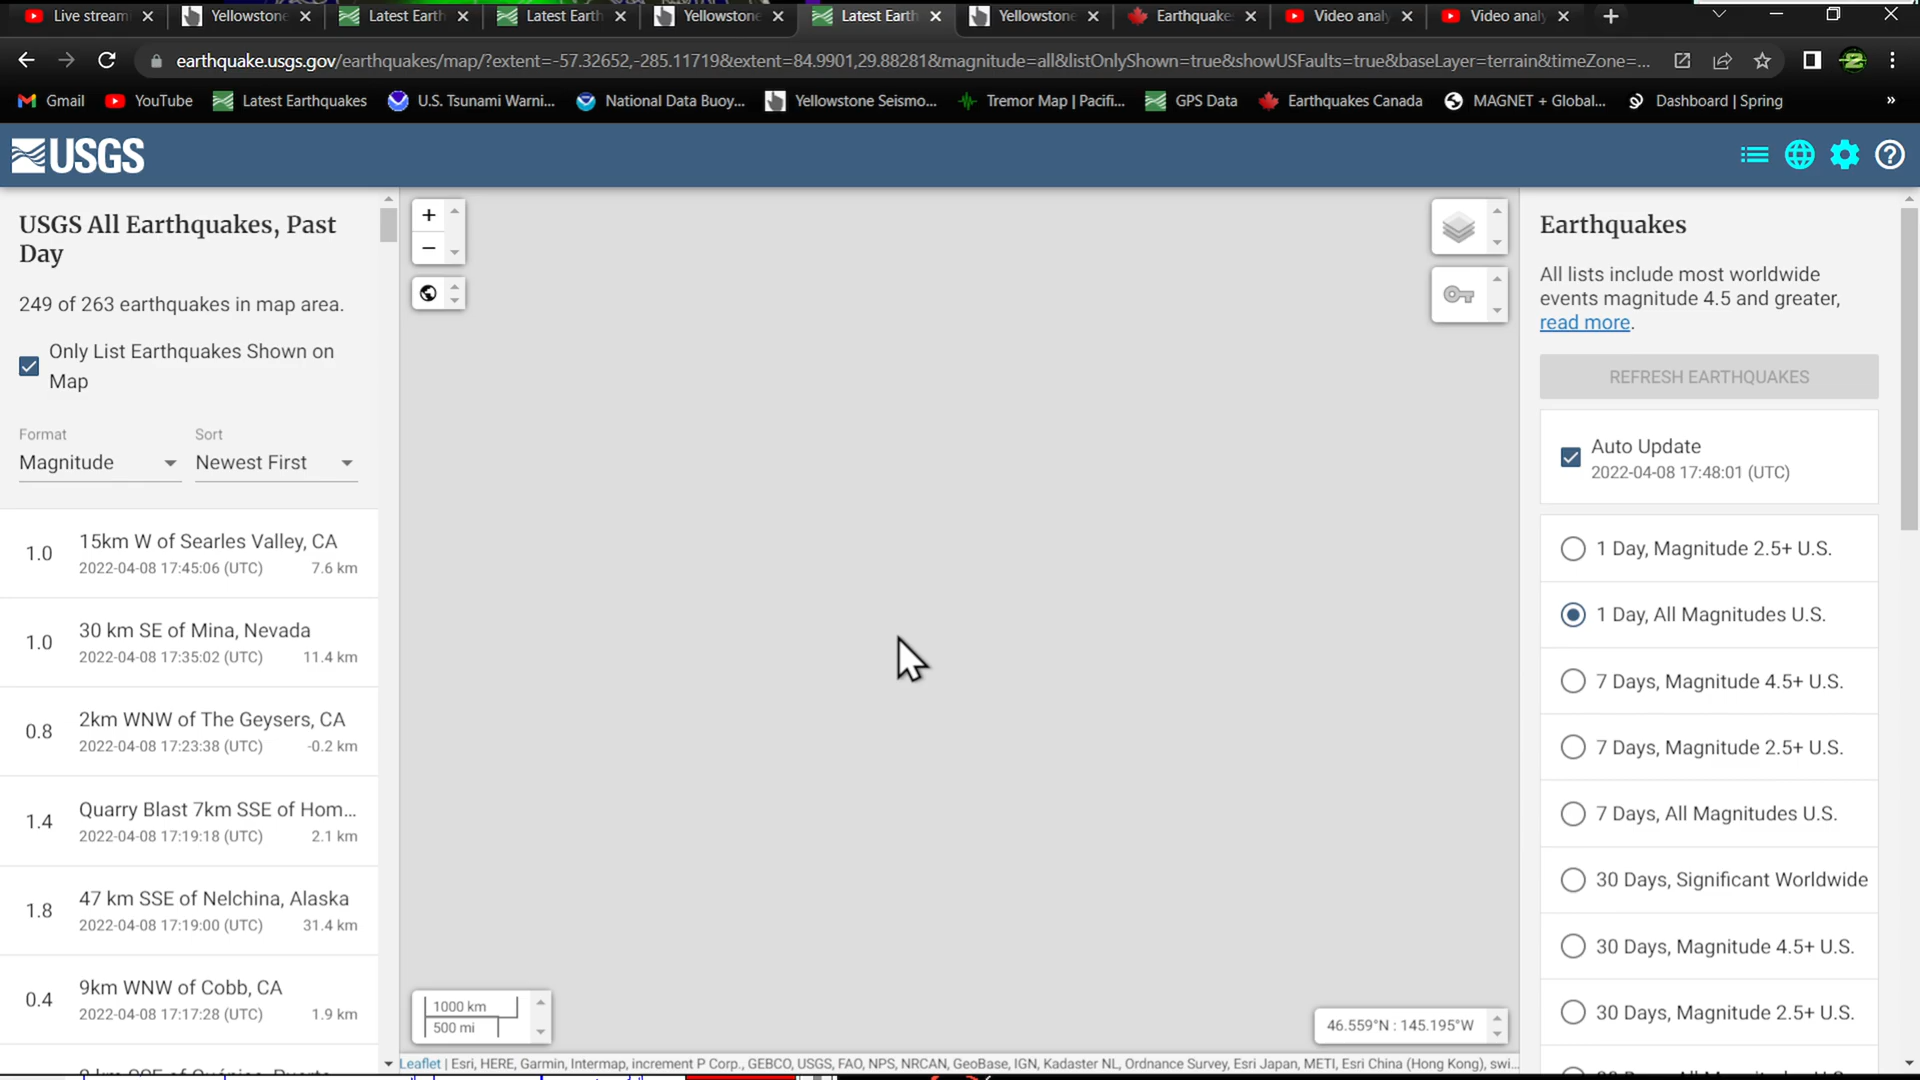 Live stream
Yellowstone
Latest Earth
Latest Earth
Yellowstone
Latest Earth
Yellowstone
Earthquake
Video analy
Video analy
earthquake.usgs.gov/earthquakes/map/?extent=-57.32652,-285.11719&extent=84.9901,29.88281&magnitude=all&listOnlyShown=true&showUSFaults=true&baseLayer=terrain&timeZone=...
Gmail
YouTube
Latest Earthquakes
U.S. Tsunami Warni...
National Data Buoy...
Yellowstone Seismo...
Tremor Map | Pacifi...
GPS Data
Earthquakes Canada
MAGNET + Global...
Dashboard | Spring
»
USGS
USGS All Earthquakes, Past
Day
249 of 263 earthquakes in map area.
Only List Earthquakes Shown on
Map
Format
Magnitude
Sort
Newest First
1.0
15km W of Searles Valley, CA
2022-04-08 17:45:06 (UTC) 7.6 km
1.0
30 km SE of Mina, Nevada
2022-04-08 17:35:02 (UTC) 11.4 km
0.8
2km WNW of The Geysers, CA
2022-04-08 17:23:38 (UTC) -0.2 km
1.4
Quarry Blast 7km SSE of Hom...
2022-04-08 17:19:18 (UTC) 2.1 km
1.8
47 km SSE of Nelchina, Alaska
2022-04-08 17:19:00 (UTC) 31.4 km
0.4
9km WNW of Cobb, CA
2022-04-08 17:17:28 (UTC) 1.9 km
+
−
1000 km
500 mi
46.559°N : 145.195°W
Leaflet | Esri, HERE, Garmin, Intermap, increment P Corp., GEBCO, USGS, FAO, NPS, NRCAN, GeoBase, IGN, Kadaster NL, Ordnance Survey, Esri Japan, METI, Esri China (Hong Kong), swi...
Earthquakes
All lists include most worldwide
events magnitude 4.5 and greater,
read more.
REFRESH EARTHQUAKES
Auto Update
2022-04-08 17:48:01 (UTC)
1 Day, Magnitude 2.5+ U.S.
1 Day, All Magnitudes U.S.
7 Days, Magnitude 4.5+ U.S.
7 Days, Magnitude 2.5+ U.S.
7 Days, All Magnitudes U.S.
30 Days, Significant Worldwide
30 Days, Magnitude 4.5+ U.S.
30 Days, Magnitude 2.5+ U.S.